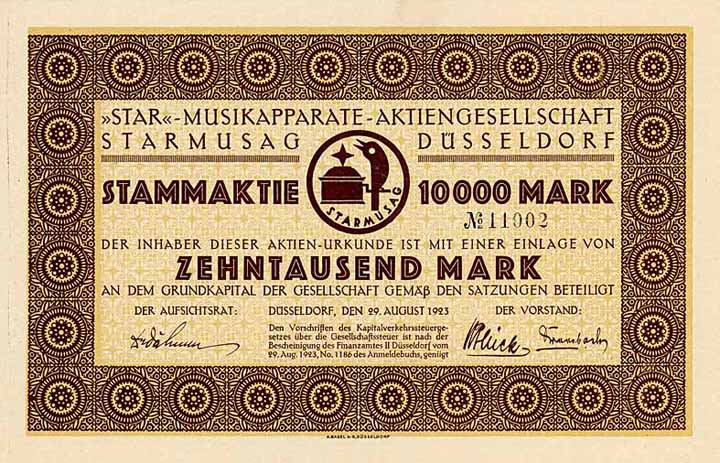 »STAR«-MUSIKAPPARATE-AKTIENGESELLSCHAFT
STARMUSAG DÜSSELDORF
STAMMAKTIE 10000 MARK
STARMUSAG
№ 11002
DER INHABER DIESER AKTIEN-URKUNDE IST MIT EINER EINLAGE VON
ZEHNTAUSEND MARK
AN DEM GRUNDKAPITAL DER GESELLSCHAFT GEMÄß DEN SATZUNGEN BETEILIGT
DER AUFSICHTSRAT: DÜSSELDORF, DEN 29. AUGUST 1923 DER VORSTAND:
Den Vorschriften des Kapitalverkehrssteuerge-
setzes über die Gesellschaftssteuer ist nach der
Bescheinigung des Finanzamtes II Düsseldorf vom
29. Aug. 1923, No. 1186 des Anmeldebuchs, genügt